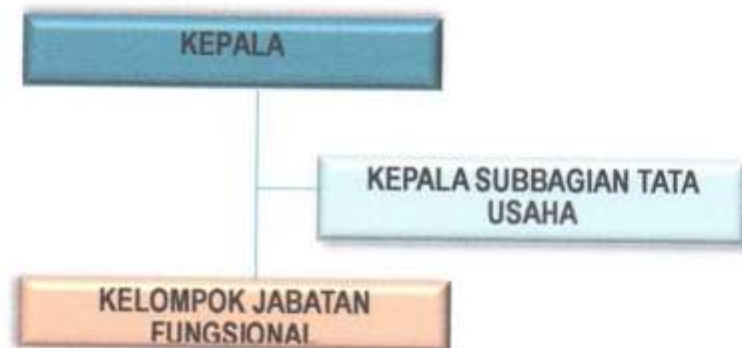 KEPALA
KEPALA SUBBAGIAN TATA
USAHA
KELOMPOK JABATAN
FUNGSIONAL